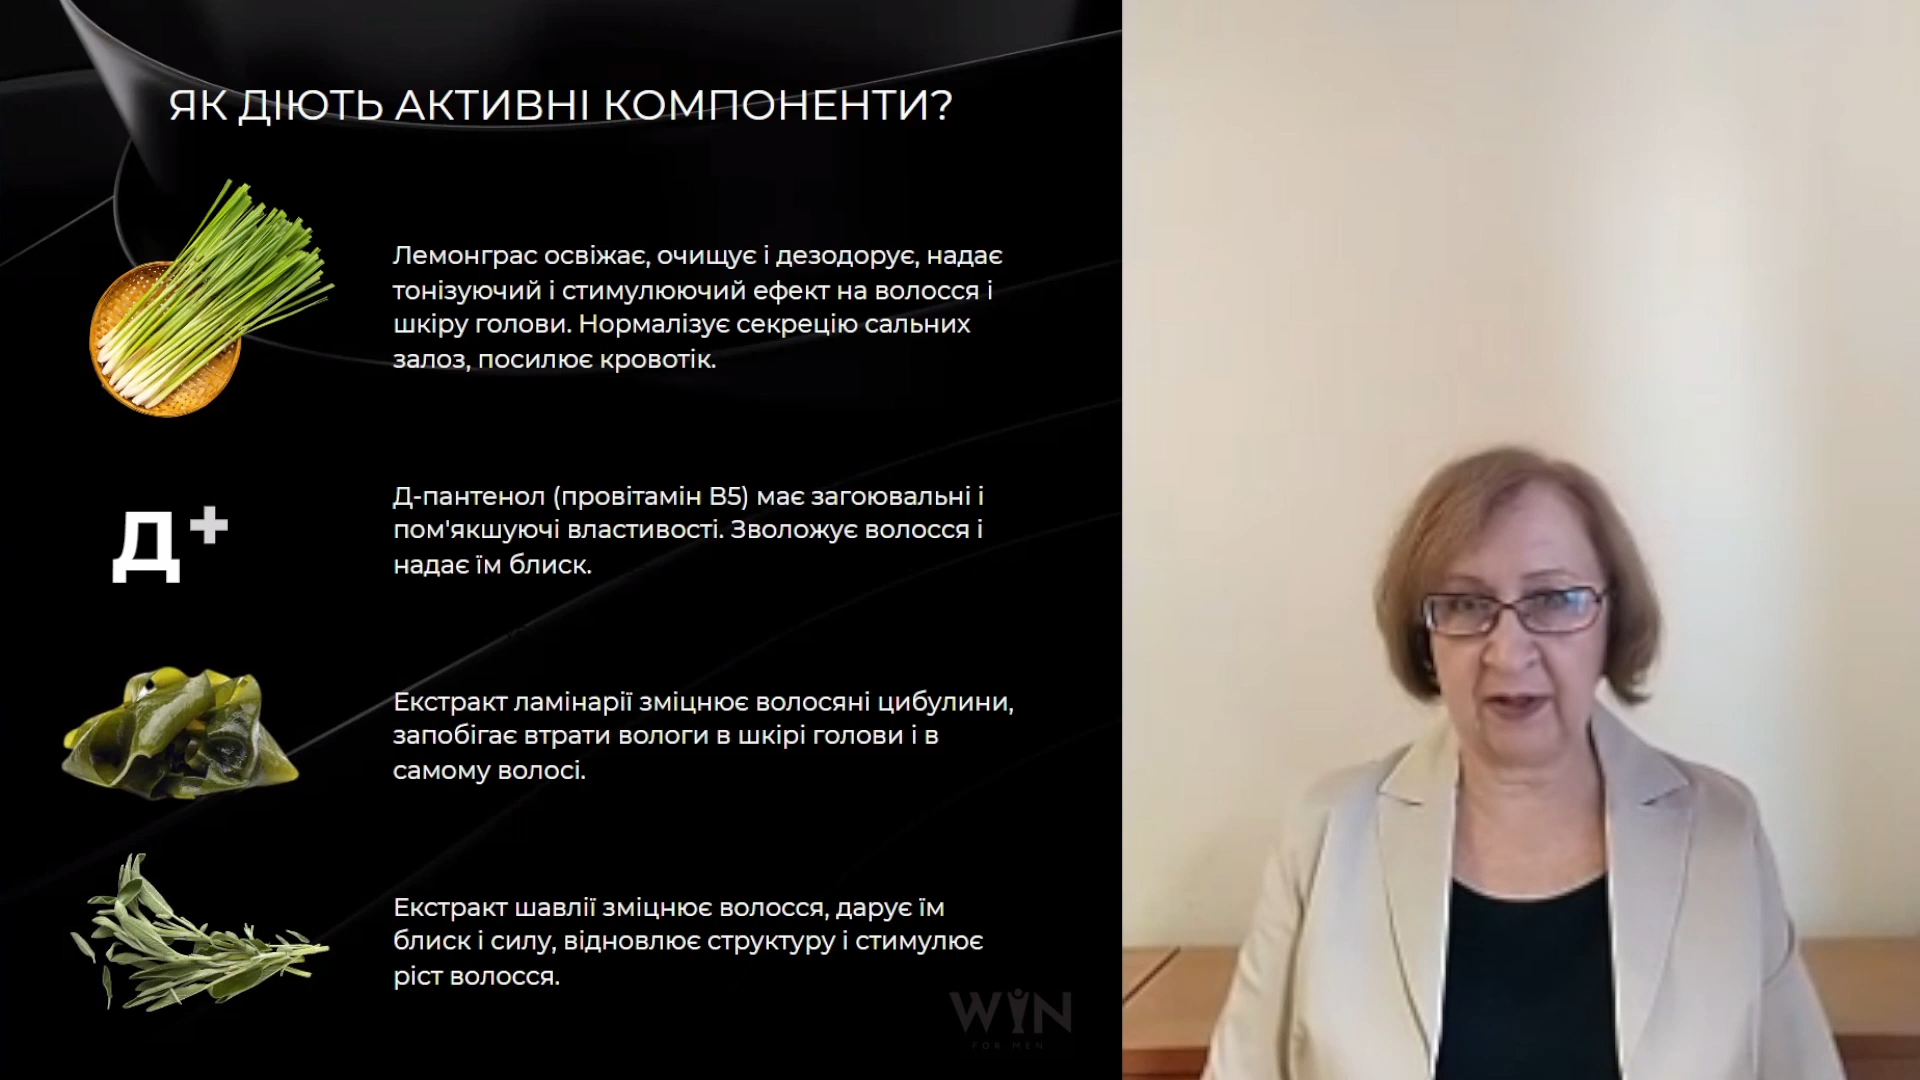 ЯК ДІЮТЬ АКТИВНІ КОМПОНЕНТИ?
Лемонграс освіжає, очищує і дезодорує, надає
тонізуючий і стимулюючий ефект на волосся і
шкіру голови. Нормалізує секрецію сальних
залоз, посилює кровотік.
Д+
Д-пантенол (провітамін В5) має загоювальні і
пом'якшуючі властивості. Зволожує волосся і
надає їм блиск.
Екстракт ламінарії зміцнює волосяні цибулини,
запобігає втрати вологи в шкірі голови і в
самому волосі.
Екстракт шавлії зміцнює волосся, дарує їм
блиск і силу, відновлює структуру і стимулює
ріст волосся.
WIN
FOR MEN